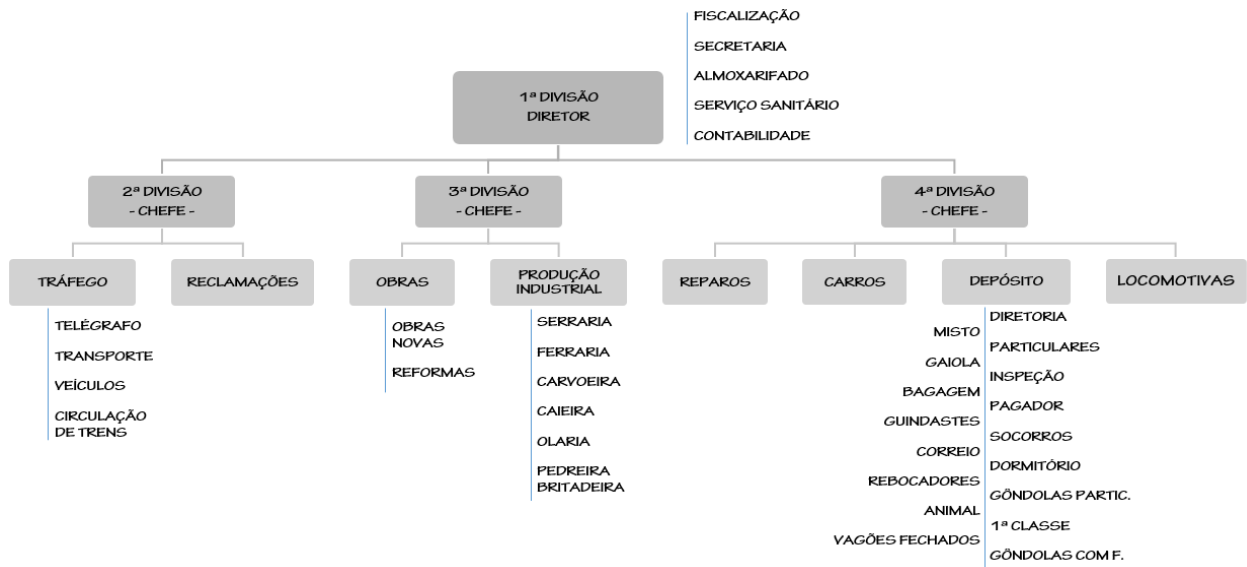 FISCALIZAÇÃO
SECRETARIA
ALMOXARIFADO
SERVIÇO SANITÁRIO
CONTABILIDADE
1ª DIVISÃO
DIRETOR
2ª DIVISÃO
- CHEFE -
3ª DIVISÃO
- CHEFE -
4ª DIVISÃO
- CHEFE -
TRÁFEGO
RECLAMAÇÕES
OBRAS
PRODUÇÃO
INDUSTRIAL
REPAROS
CARROS
DEPÓSITO
LOCOMOTIVAS
TELÉGRAFO
TRANSPORTE
VEÍCULOS
CIRCULAÇÃO
DE TRENS
OBRAS
NOVAS
REFORMAS
SERRARIA
FERRARIA
CARVOEIRA
CAIEIRA
OLARIA
PEDREIRA
BRITADEIRA
DIRETORIA
MISTO
PARTICULARES
GAIOLA
INSPEÇÃO
BAGAGEM
PAGADOR
GUINDASTES
SOCORROS
CORREIO
DORMITÓRIO
REBOCADORES
GÔNDOLAS PARTIC.
ANIMAL
1ª CLASSE
VAGÕES FECHADOS
GÔNDOLAS COM F.